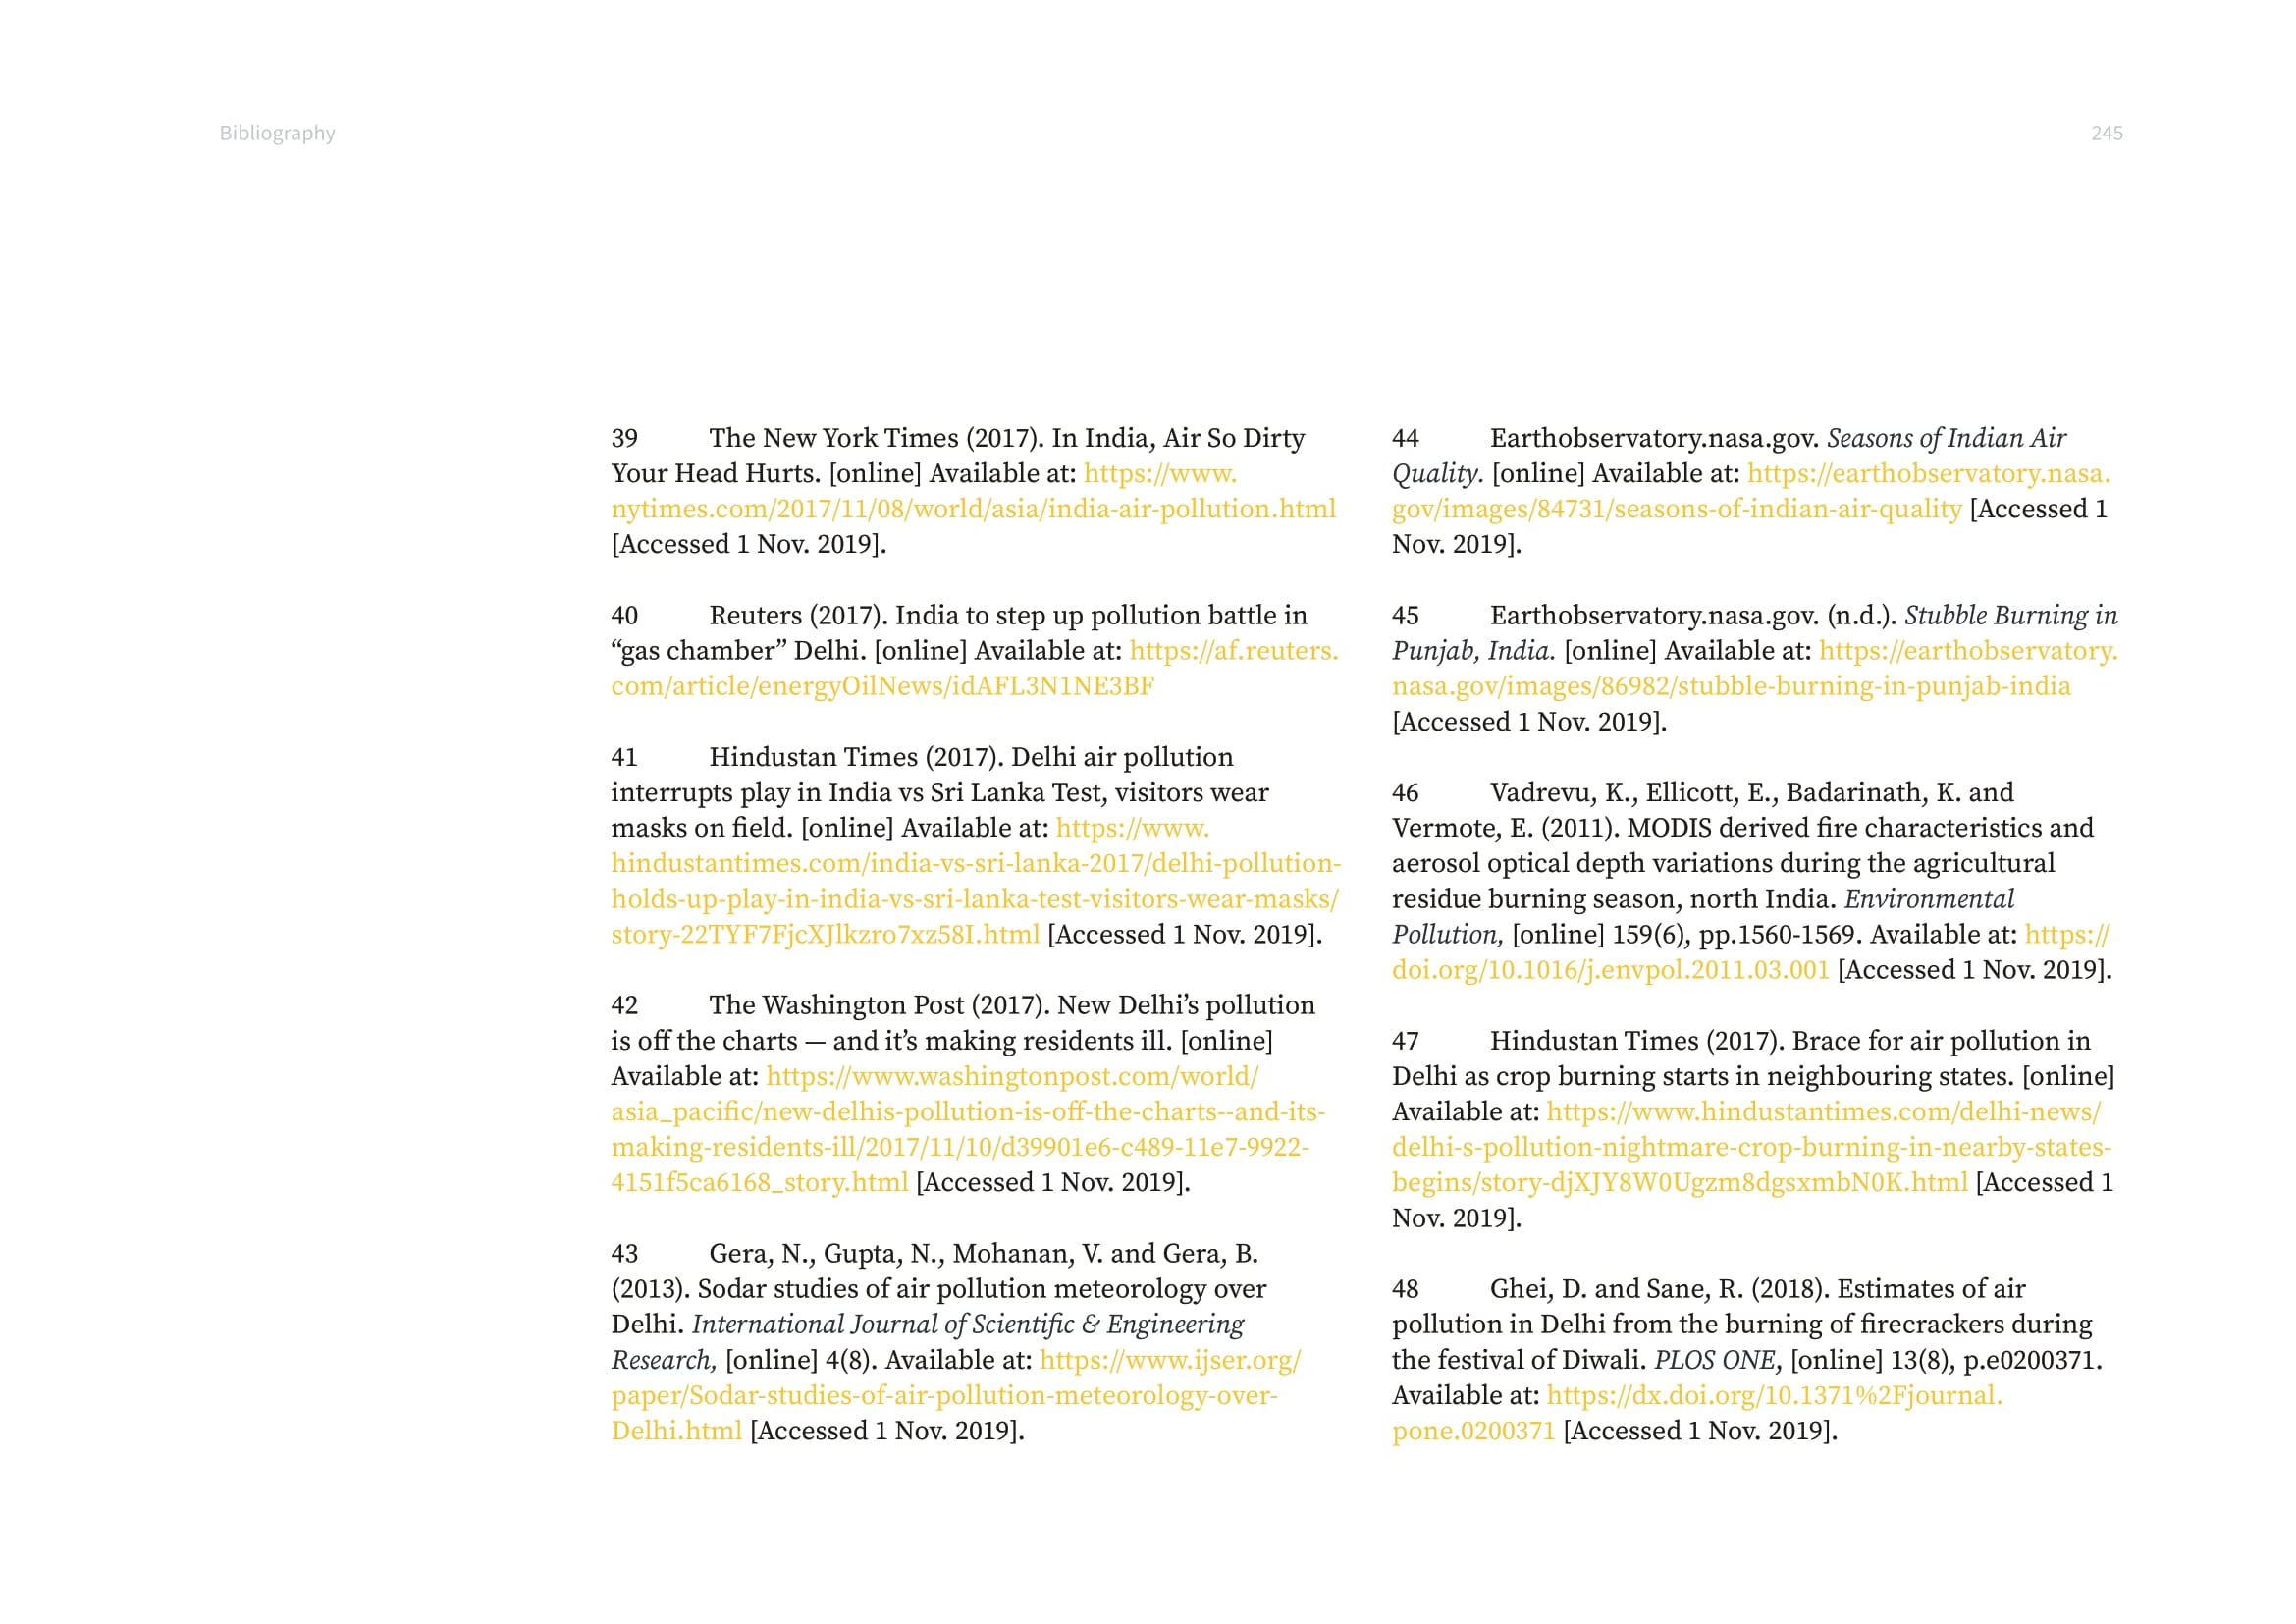 Bibliography
245
39 The New York Times (2017). In India, Air So Dirty
Your Head Hurts. [online] Available at: https://www.
nytimes.com/2017/11/08/world/asia/india-air-pollution.html
[Accessed 1 Nov. 2019].
40 Reuters (2017). India to step up pollution battle in
“gas chamber” Delhi. [online] Available at: https://af.reuters.
com/article/energyOilNews/idAFL3N1NE3BF
41 Hindustan Times (2017). Delhi air pollution
interrupts play in India vs Sri Lanka Test, visitors wear
masks on field. [online] Available at: https://www.
hindustantimes.com/india-vs-sri-lanka-2017/delhi-pollution-
holds-up-play-in-india-vs-sri-lanka-test-visitors-wear-masks/
story-22TYF7FjcXJlkzro7xz58I.html [Accessed 1 Nov. 2019].
42 The Washington Post (2017). New Delhi’s pollution
is off the charts — and it’s making residents ill. [online]
Available at: https://www.washingtonpost.com/world/
asia_pacific/new-delhis-pollution-is-off-the-charts--and-its-
making-residents-ill/2017/11/10/d39901e6-c489-11e7-9922-
4151f5ca6168_story.html [Accessed 1 Nov. 2019].
43 Gera, N., Gupta, N., Mohanan, V. and Gera, B.
(2013). Sodar studies of air pollution meteorology over
Delhi. International Journal of Scientific & Engineering
Research, [online] 4(8). Available at: https://www.ijser.org/
paper/Sodar-studies-of-air-pollution-meteorology-over-
Delhi.html [Accessed 1 Nov. 2019].
44 Earthobservatory.nasa.gov. Seasons of Indian Air
Quality. [online] Available at: https://earthobservatory.nasa.
gov/images/84731/seasons-of-indian-air-quality [Accessed 1
Nov. 2019].
45 Earthobservatory.nasa.gov. (n.d.). Stubble Burning in
Punjab, India. [online] Available at: https://earthobservatory.
nasa.gov/images/86982/stubble-burning-in-punjab-india
[Accessed 1 Nov. 2019].
46 Vadrevu, K., Ellicott, E., Badarinath, K. and
Vermote, E. (2011). MODIS derived fire characteristics and
aerosol optical depth variations during the agricultural
residue burning season, north India. Environmental
Pollution, [online] 159(6), pp.1560-1569. Available at: https://
doi.org/10.1016/j.envpol.2011.03.001 [Accessed 1 Nov. 2019].
47 Hindustan Times (2017). Brace for air pollution in
Delhi as crop burning starts in neighbouring states. [online]
Available at: https://www.hindustantimes.com/delhi-news/
delhi-s-pollution-nightmare-crop-burning-in-nearby-states-
begins/story-djXJY8W0Ugzm8dgsxmbN0K.html [Accessed 1
Nov. 2019].
48 Ghei, D. and Sane, R. (2018). Estimates of air
pollution in Delhi from the burning of firecrackers during
the festival of Diwali. PLOS ONE, [online] 13(8), p.e0200371.
Available at: https://dx.doi.org/10.1371%2Fjournal.
pone.0200371 [Accessed 1 Nov. 2019].